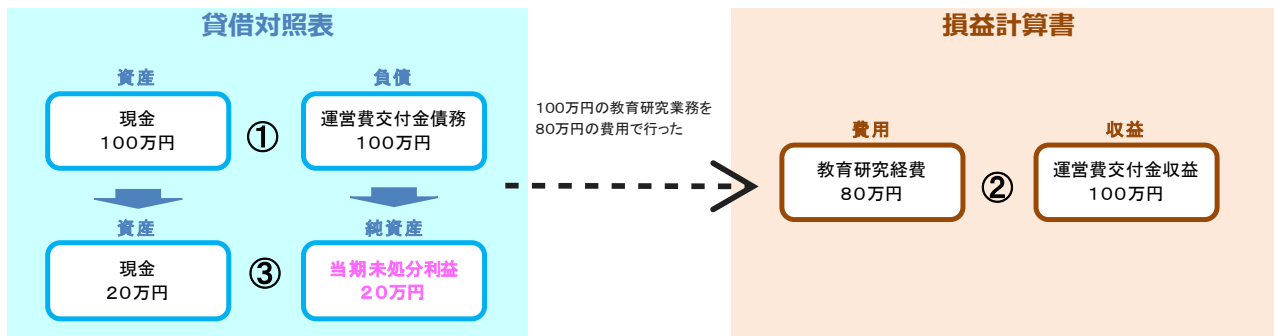 貸借対照表
損益計算書
資産
負債
現金
100万円
①
運営費交付金債務
100万円
100万円の教育研究業務を
80万円の費用で行った
費用
収益
教育研究経費
80万円
②
運営費交付金収益
100万円
資産
純資産
現金
20万円
③
当期未処分利益
20万円